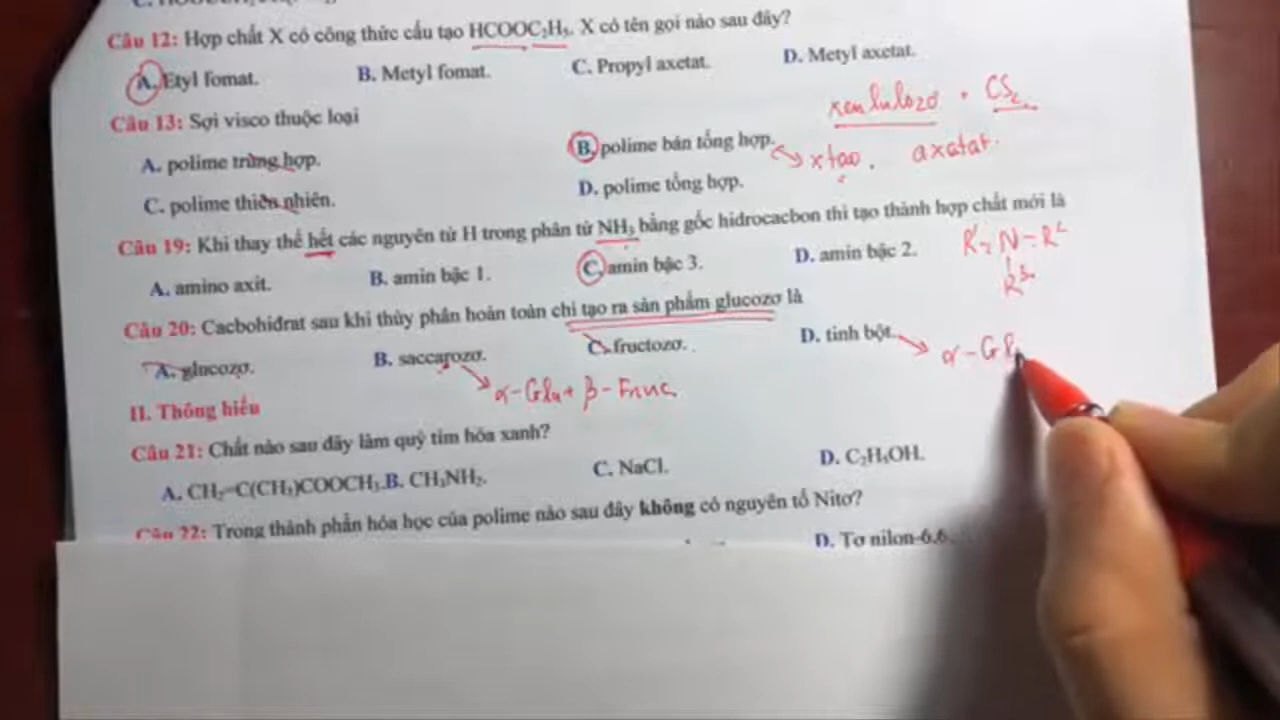 Câu 12: Hợp chất X có công thức cấu tạo HCOOC₂H₅. X có tên gọi nào sau đây?
A. Etyl fomat. B. Metyl fomat. C. Propyl axetat. D. Metyl axetat.
Câu 13: Sợi visco thuộc loại
xenlulozơ + CS₂
A. polime trùng hợp. B. polime bán tổng hợp. xtao. axetat.
C. polime thiên nhiên. D. polime tổng hợp.
Câu 19: Khi thay thế hết các nguyên tử H trong phân tử NH₃ bằng gốc hidrocacbon thì tạo thành hợp chất mới là
A. amino axit. B. amin bậc 1. C. amin bậc 3. D. amin bậc 2. R¹-N-R²
R³
Câu 20: Cacbohiđrat sau khi thủy phân hoàn toàn chỉ tạo ra sản phẩm glucozơ là
A. glucozơ. B. saccarozơ. C. fructozơ. D. tinh bột. α-Gl
α-Glu + β-Fruc
II. Thông hiểu
Câu 21: Chất nào sau đây làm quỳ tím hóa xanh?
A. CH₂=C(CH₃)COOCH₃. B. CH₃NH₂. C. NaCl. D. C₂H₅OH.
Câu 22: Trong thành phần hóa học của polime nào sau đây không có nguyên tố Nitơ?
D. Tơ nilon-6,6.